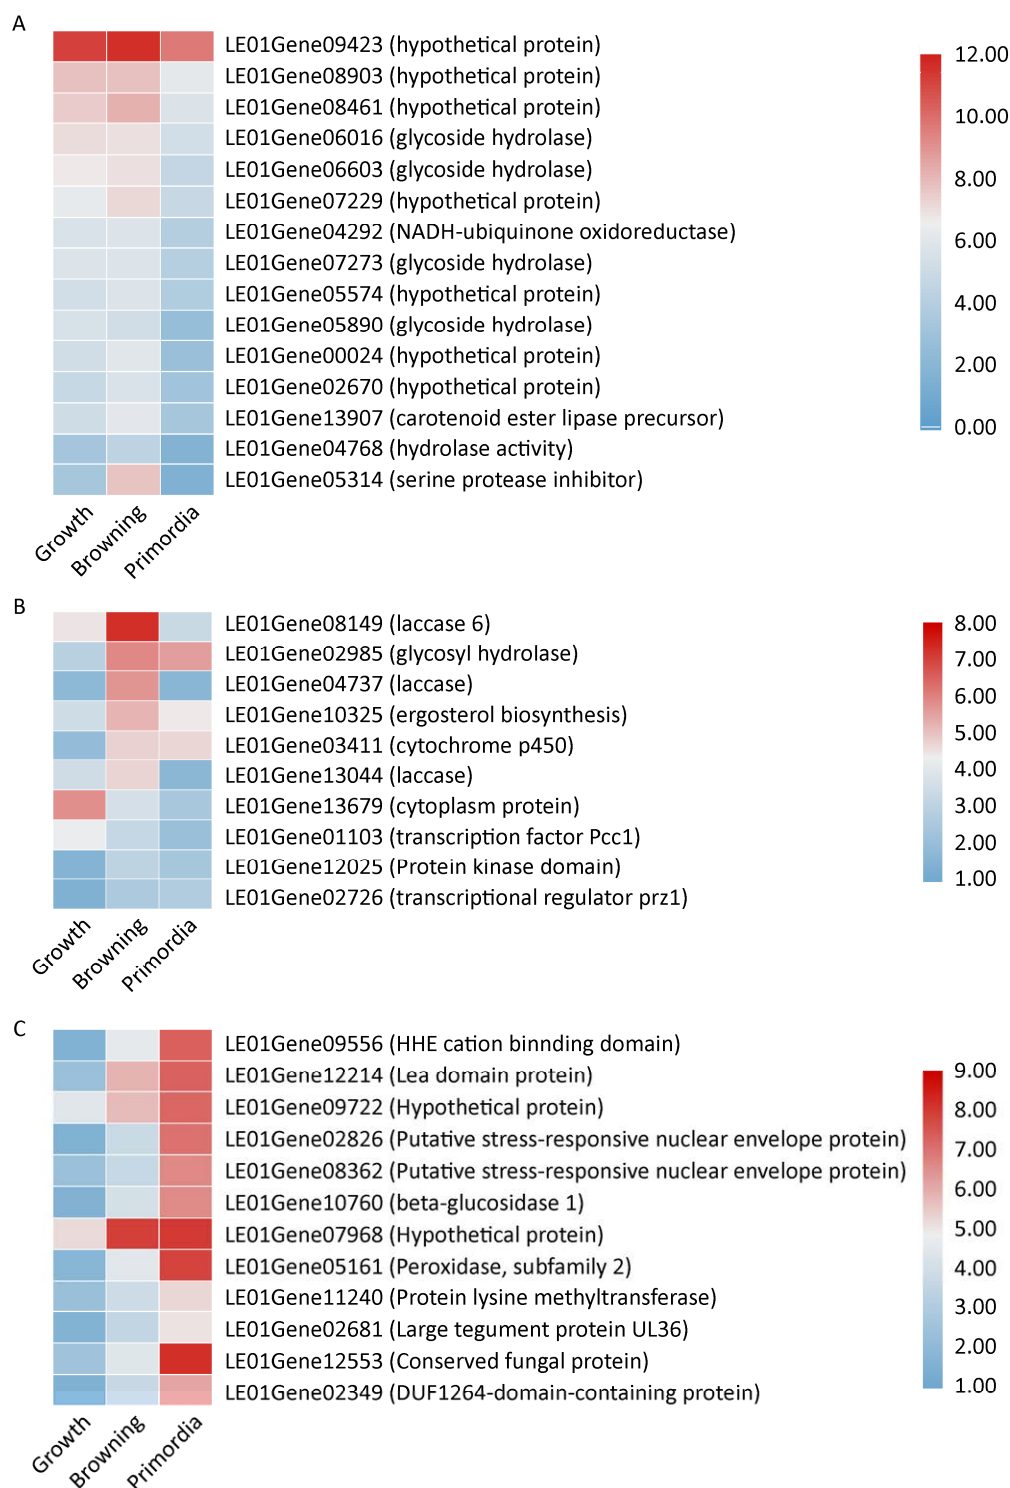 A
LE01Gene09423 (hypothetical protein)
LE01Gene08903 (hypothetical protein)
LE01Gene08461 (hypothetical protein)
LE01Gene06016 (glycoside hydrolase)
LE01Gene06603 (glycoside hydrolase)
LE01Gene07229 (hypothetical protein)
LE01Gene04292 (NADH-ubiquinone oxidoreductase)
LE01Gene07273 (glycoside hydrolase)
LE01Gene05574 (hypothetical protein)
LE01Gene05890 (glycoside hydrolase)
LE01Gene00024 (hypothetical protein)
LE01Gene02670 (hypothetical protein)
LE01Gene13907 (carotenoid ester lipase precursor)
LE01Gene04768 (hydrolase activity)
LE01Gene05314 (serine protease inhibitor)
Growth
Browning
Primordia
12.00
10.00
8.00
6.00
4.00
2.00
0.00
B
LE01Gene08149 (laccase 6)
LE01Gene02985 (glycosyl hydrolase)
LE01Gene04737 (laccase)
LE01Gene10325 (ergosterol biosynthesis)
LE01Gene03411 (cytochrome p450)
LE01Gene13044 (laccase)
LE01Gene13679 (cytoplasm protein)
LE01Gene01103 (transcription factor Pcc1)
LE01Gene12025 (Protein kinase domain)
LE01Gene02726 (transcriptional regulator prz1)
Growth
Browning
Primordia
8.00
7.00
6.00
5.00
4.00
3.00
2.00
1.00
C
LE01Gene09556 (HHE cation binnding domain)
LE01Gene12214 (Lea domain protein)
LE01Gene09722 (Hypothetical protein)
LE01Gene02826 (Putative stress-responsive nuclear envelope protein)
LE01Gene08362 (Putative stress-responsive nuclear envelope protein)
LE01Gene10760 (beta-glucosidase 1)
LE01Gene07968 (Hypothetical protein)
LE01Gene05161 (Peroxidase, subfamily 2)
LE01Gene11240 (Protein lysine methyltransferase)
LE01Gene02681 (Large tegument protein UL36)
LE01Gene12553 (Conserved fungal protein)
LE01Gene02349 (DUF1264-domain-containing protein)
Growth
Browning
Primordia
9.00
8.00
7.00
6.00
5.00
4.00
3.00
2.00
1.00